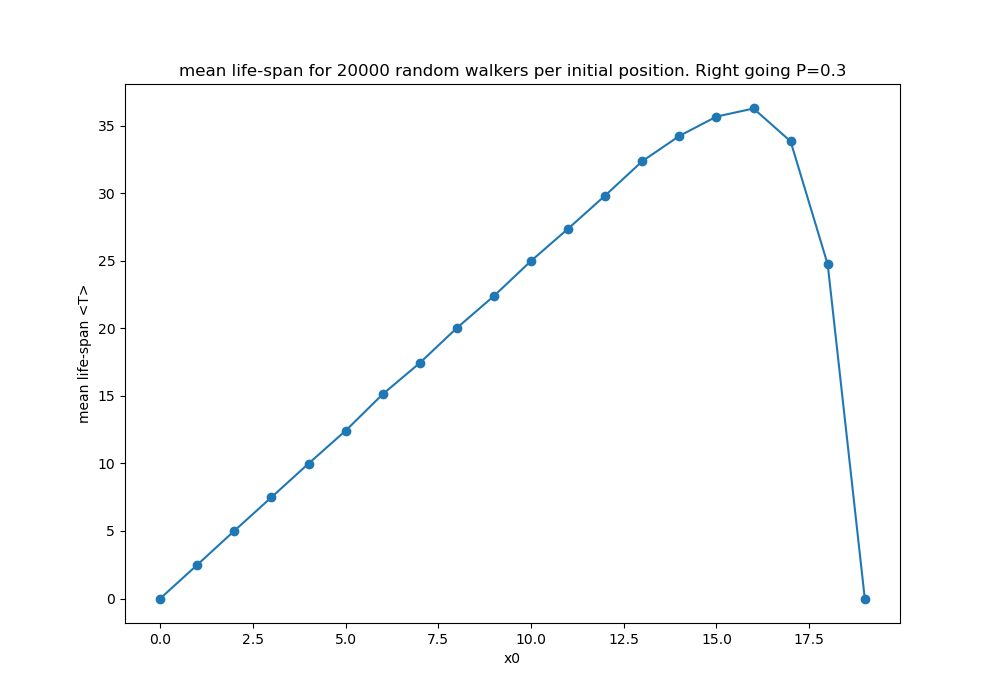 mean life-span for 20000 random walkers per initial position. Right going P=0.3
mean life-span <T>
35
30
25
20
15
10
5
0
0.0 2.5 5.0 7.5 10.0 12.5 15.0 17.5
x0